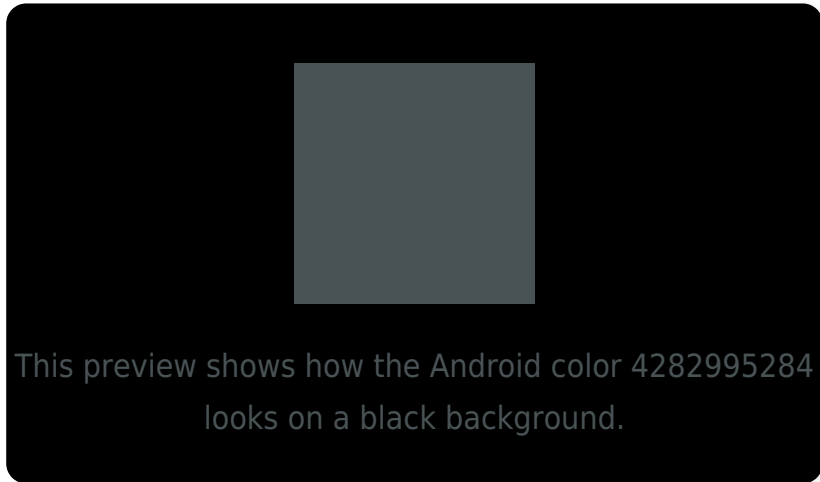 This preview shows how the Android color 4282995284
looks on a black background.